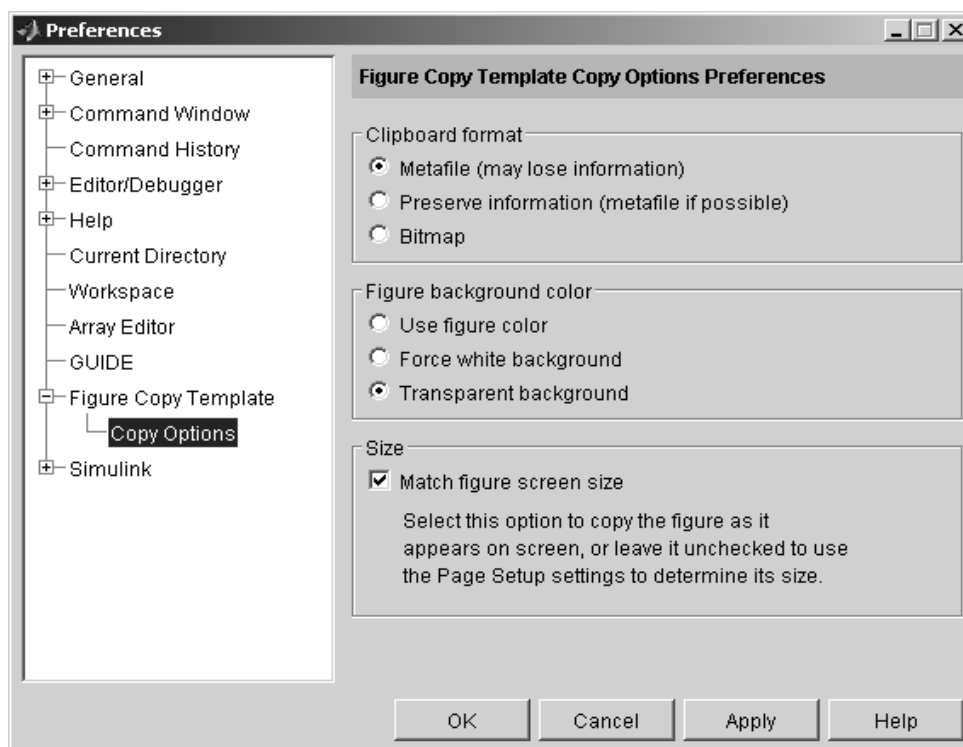 Preferences
General
Command Window
Command History
Editor/Debugger
Help
Current Directory
Workspace
Array Editor
GUIDE
Figure Copy Template
Copy Options
Simulink
Figure Copy Template Copy Options Preferences
Clipboard format
Metafile (may lose information)
Preserve information (metafile if possible)
Bitmap
Figure background color
Use figure color
Force white background
Transparent background
Size
Match figure screen size
Select this option to copy the figure as it
appears on screen, or leave it unchecked to use
the Page Setup settings to determine its size.
OK
Cancel
Apply
Help